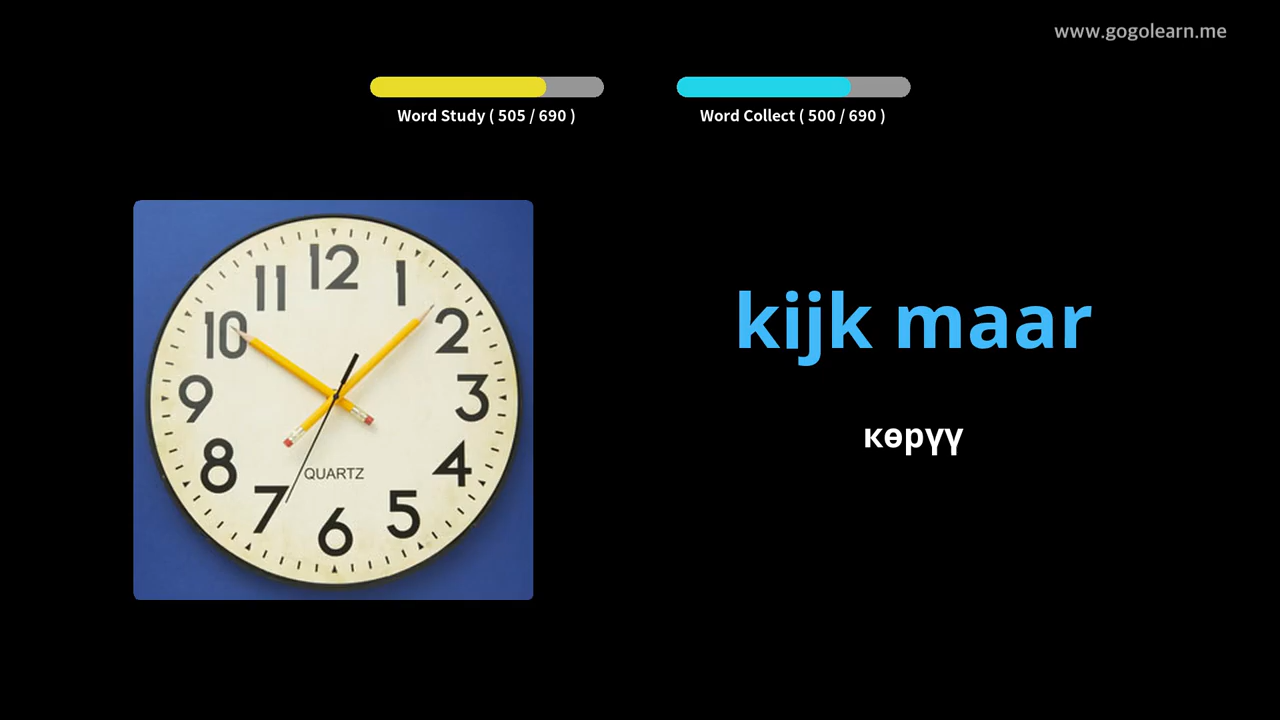 www.gogolearn.me
Word Study ( 505 / 690 )
Word Collect ( 500 / 690 )
12
11
1
10
2
9
3
8
4
7
5
6
QUARTZ
kijk maar
көрүү